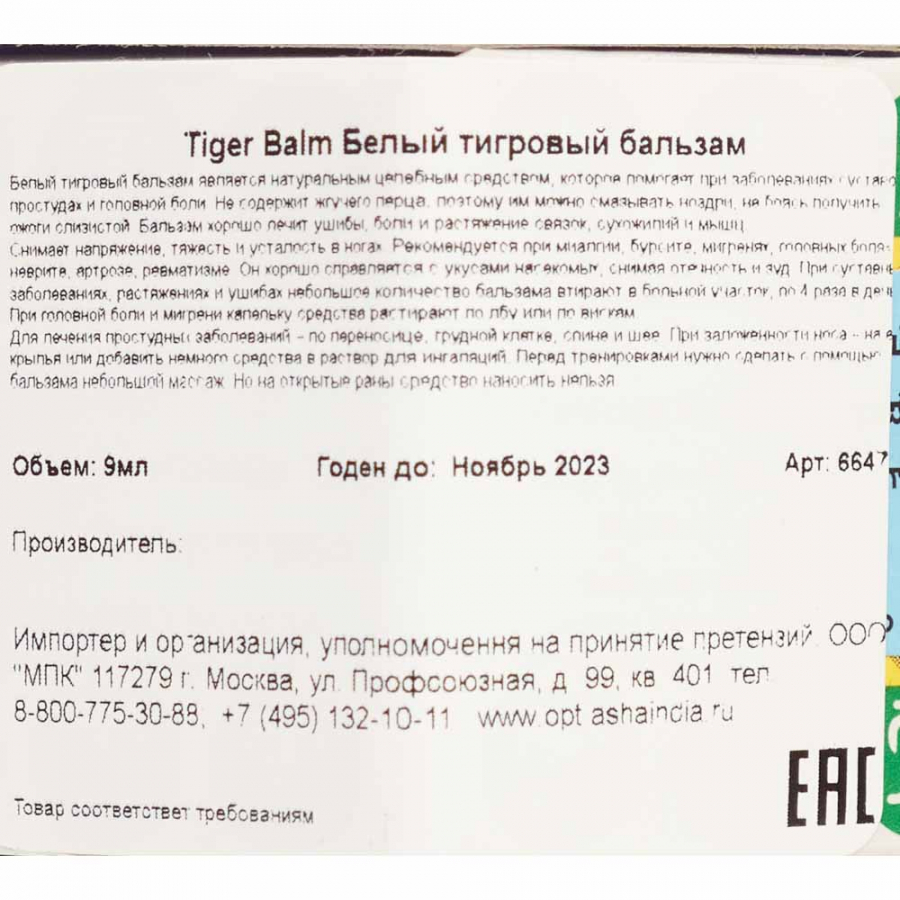 Tiger Balm Белый тигровый бальзам
Белый тигровый бальзам является натуральным целебным средством, которое помогает при заболеваниях
простудах и головной боли. Не содержит жгучего перца, поэтому им можно смазывать ноздри, не боясь получить
ожоги слизистой. Бальзам хорошо лечит ушибы, боли и растяжение связок, сухожилий и мышц
Снимает напряжение, тяжесть и усталость в ногах. Рекомендуется при миалгии, бурсите, мигренях, головных
неврите, артрозе, ревматизме. Он хорошо справляется с укусами насекомых, снимая отечность и зуд. При
заболеваниях, растяжениях и ушибах небольшое количество бальзама втирают в больной участок, по 4 раза в
При головной боли и мигрени капельку средства растирают по лбу или по вискам
Для лечения простудных заболеваний - по переносице, грудной клетке, спине и шее. При заложенности носа - на
крылья или добавить немного средства в раствор для ингаляций. Перед тренировками нужно сделать с помощью
бальзама небольшой массаж. Но на открытые раны средство наносить нельзя
Объем: 9мл Годен до: Ноябрь 2023 Арт: 6647
Производитель:
Импортер и организация, уполномочення на принятие претензий: ООО
"МПК" 117279 г. Москва, ул. Профсоюзная, д. 99, кв. 401 тел.
8-800-775-30-88, +7 (495) 132-10-11 www.opt.ashaindia.ru
EAC
Товар соответствует требованиям